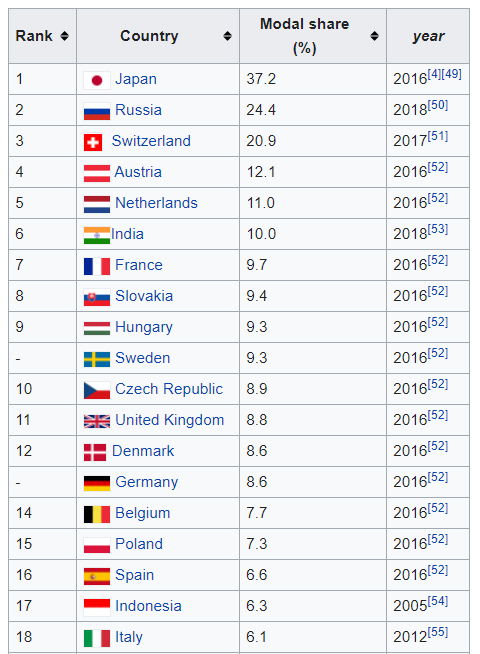 Rank Country Modal share (%) year
1 Japan 37.2 2016[4][49]
2 Russia 24.4 2018[50]
3 Switzerland 20.9 2017[51]
4 Austria 12.1 2016[52]
5 Netherlands 11.0 2016[52]
6 India 10.0 2018[53]
7 France 9.7 2016[52]
8 Slovakia 9.4 2016[52]
9 Hungary 9.3 2016[52]
- Sweden 9.3 2016[52]
10 Czech Republic 8.9 2016[52]
11 United Kingdom 8.8 2016[52]
12 Denmark 8.6 2016[52]
- Germany 8.6 2016[52]
14 Belgium 7.7 2016[52]
15 Poland 7.3 2016[52]
16 Spain 6.6 2016[52]
17 Indonesia 6.3 2005[54]
18 Italy 6.1 2012[55]